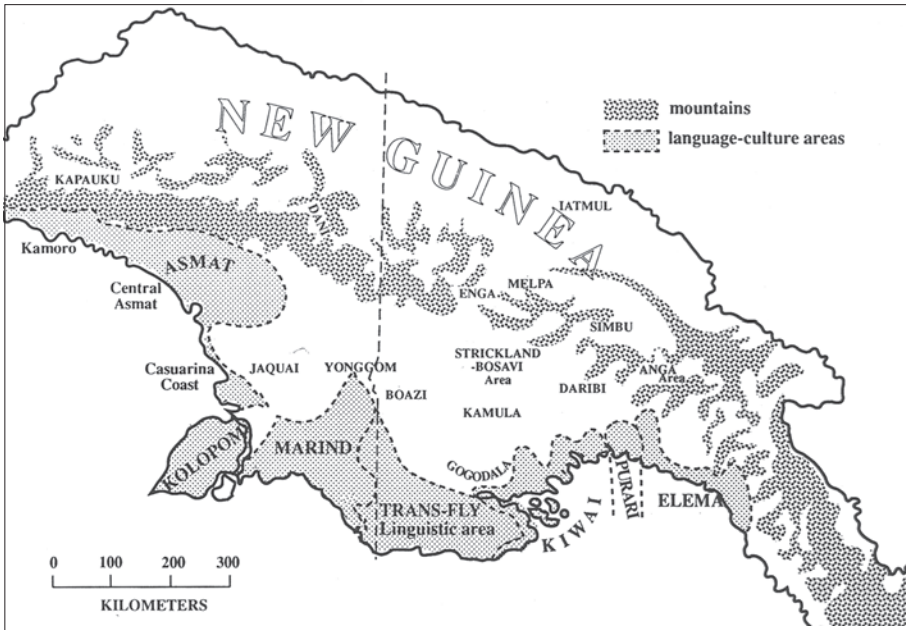 NEW GUINEA
mountains
language-culture areas
KAPAUKU
DANI
IATMUL
Kamoro
ASMAT
Central
Asmat
ENGA
MELPA
SIMBU
STRICKLAND
-BOSAVI
Area
ANGA
Area
DARIBI
Casuarina
Coast
JAQUAI
YONGGOM
BOAZI
KAMULA
KOLOPOM
MARIND
GOGODALA
TRANS-FLY
Linguistic area
KIWAI
PURARI
ELEMA
0 100 200 300
KILOMETERS